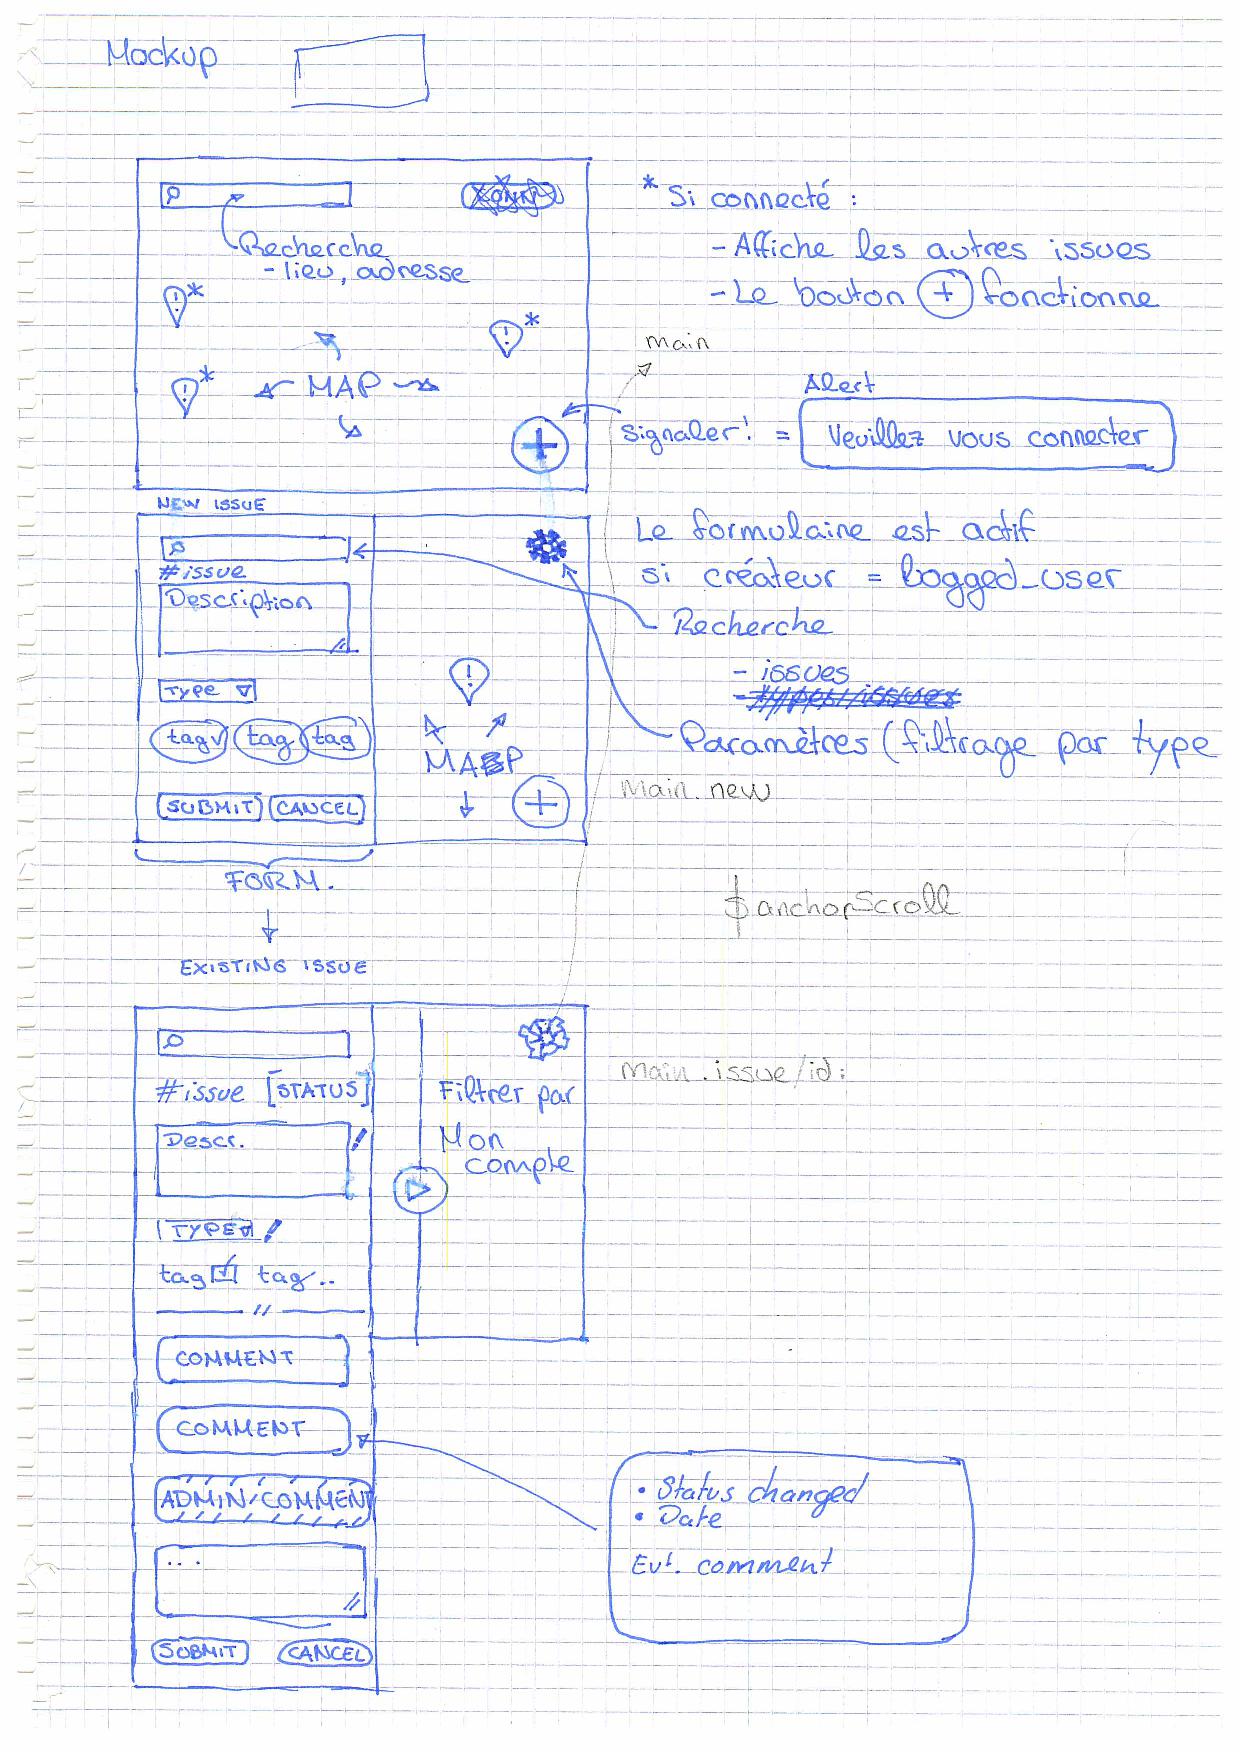 Mockup
Recherche
- lieu, adresse
! *
! *
! *
MAP
+
* Si connecté :
- Affiche les autres issues
- Le bouton + fonctionne
main
Alert
Signaler! = Veuillez vous connecter
NEW ISSUE
#issue
Description
TYPE
tag tag tag
SUBMIT CANCEL
!
MAP
+
Le formulaire est actif
si créateur = logged_user
Recherche
- issues
Paramètres (filtrage par type
Main.new
FORM.
$anchorScroll
EXISTING ISSUE
#issue [STATUS]
Descr.
TYPE
tag tag..
//
COMMENT
COMMENT
ADMIN/COMMENT
...
SUBMIT CANCEL
Filtrer par
Mon
compte
Main.issue/id:
• Status changed
• Date
Evt. comment